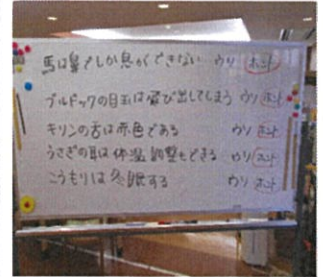 馬は鼻でしか息ができない ウソ ホント
ブルドックの目玉は飛び出してしまう ウソ ホント
キリンの舌は赤色である ウソ ホント
うさぎの耳は体温調整もできる ウソ ホント
こうもりは冬眠する ウソ ホント